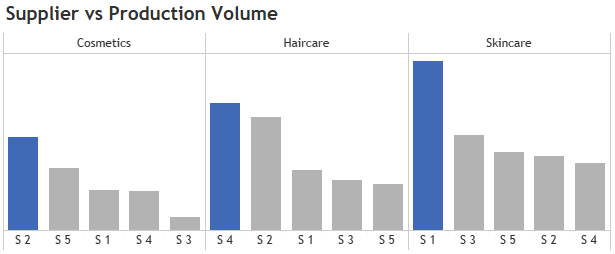 Supplier vs Production Volume
Cosmetics Haircare Skincare
S 2 S 5 S 1 S 4 S 3 S 4 S 2 S 1 S 3 S 5 S 1 S 3 S 5 S 2 S 4